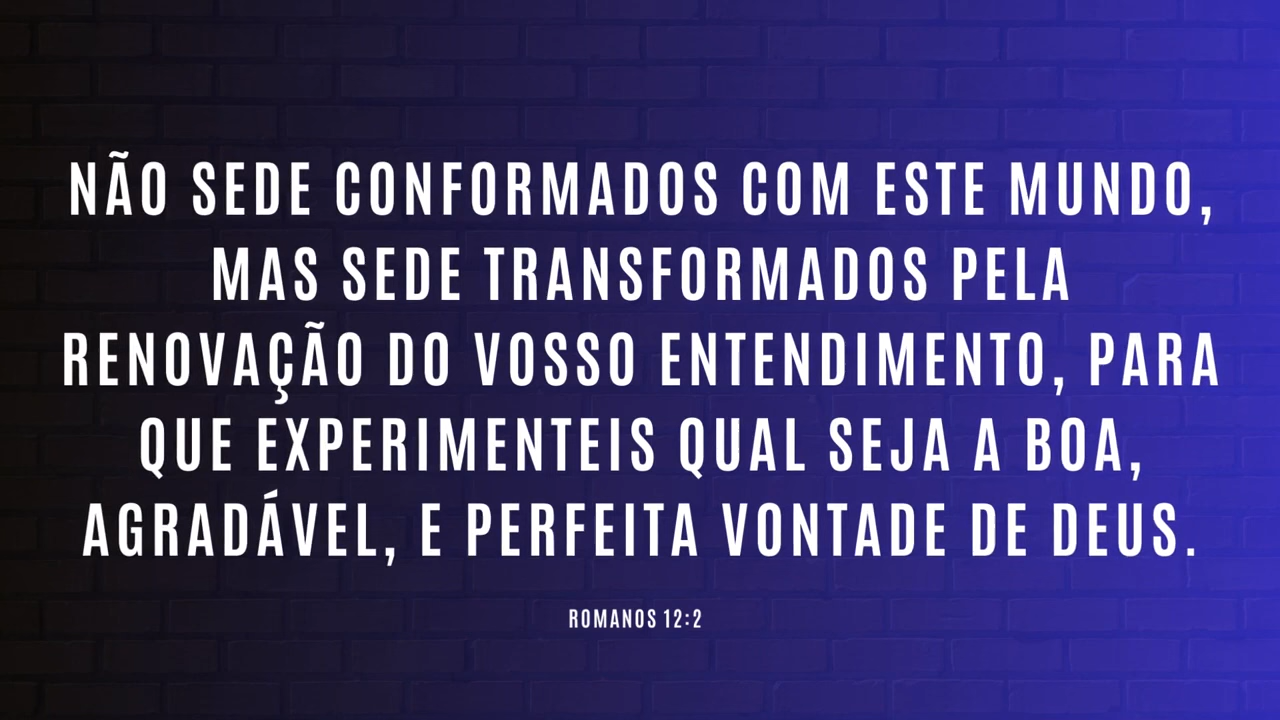 NÃO SEDE CONFORMADOS COM ESTE MUNDO,
MAS SEDE TRANSFORMADOS PELA
RENOVAÇÃO DO VOSSO ENTENDIMENTO, PARA
QUE EXPERIMENTEIS QUAL SEJA A BOA,
AGRADÁVEL, E PERFEITA VONTADE DE DEUS.
ROMANOS 12:2